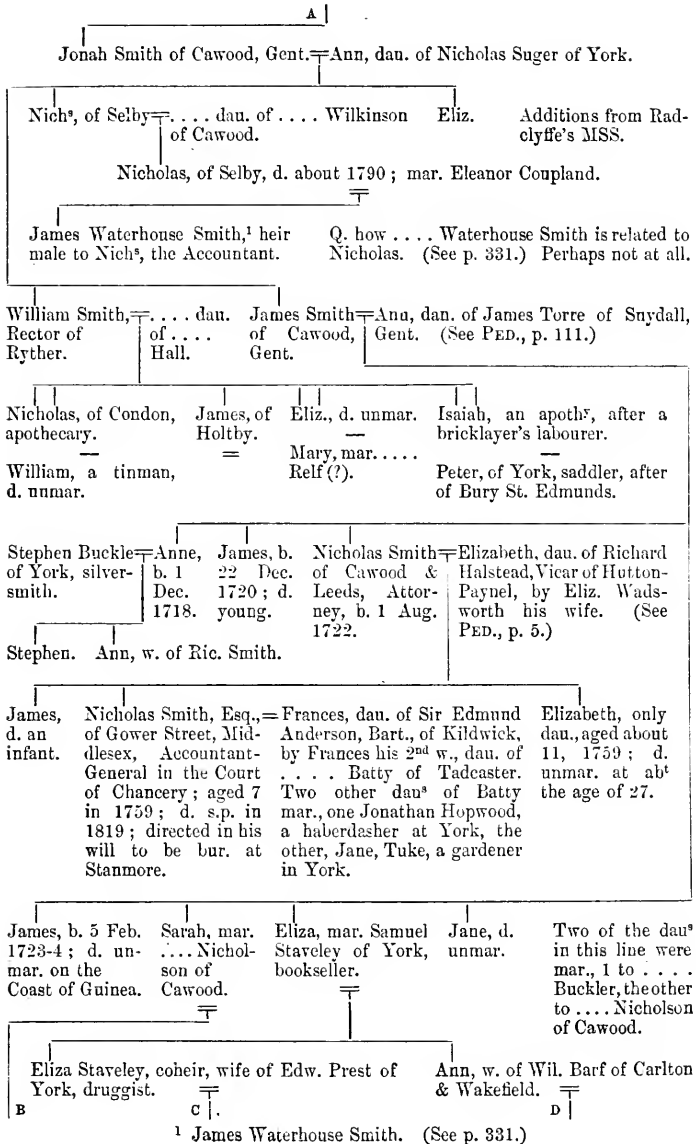 A
Jonah Smith of Cawood, Gent.=Ann, dau. of Nicholas Suger of York.
Nichˢ, of Selby=. . . . dau. of . . . . Wilkinson
of Cawood.
Eliz.
Additions from Rad-
clyffe's MSS.
Nicholas, of Selby, d. about 1790 ; mar. Eleanor Coupland.
=
James Waterhouse Smith,¹ heir
male to Nichˢ, the Accountant.
Q. how . . . . Waterhouse Smith is related to
Nicholas. (See p. 331.) Perhaps not at all.
William Smith,=. . . . dau.
Rector of
Ryther.
of . . . .
Hall.
James Smith=Ann, dau. of James Torre of Snydall,
of Cawood,
Gent.
Gent. (See PED., p. 111.)
Nicholas, of Condon,
apothecary.
—
William, a tinman,
d. unmar.
James, of
Holtby.
=
Eliz., d. unmar.
—
Mary, mar. . . . .
Relf (?).
Isaiah, an apothʳ, after a
bricklayer's labourer.
—
Peter, of York, saddler, after
of Bury St. Edmunds.
Stephen Buckle=Anne,
of York, silver-
smith.
b. 1
Dec.
1718.
James, b.
22 Dec.
1720 ; d.
young.
Nicholas Smith=Elizabeth, dau. of Richard
of Cawood &
Leeds, Attor-
ney, b. 1 Aug.
1722.
Halstead, Vicar of Hutton-
Paynel, by Eliz. Wads-
worth his wife. (See
PED., p. 5.)
Stephen. Ann, w. of Ric. Smith.
James,
d. an
infant.
Nicholas Smith, Esq.,=
of Gower Street, Mid-
dlesex, Accountant-
General in the Court
of Chancery ; aged 7
in 1759 ; d. s.p. in
1819 ; directed in his
will to be bur. at
Stanmore.
Frances, dau. of Sir Edmund
Anderson, Bart., of Kildwick,
by Frances his 2ⁿᵈ w., dau. of
. . . . Batty of Tadcaster.
Two other dauˢ of Batty
mar., one Jonathan Hopwood,
a haberdasher at York, the
other, Jane, Tuke, a gardener
in York.
Elizabeth, only
dau., aged about
11, 1759 ; d.
unmar. at abᵗ
the age of 27.
James, b. 5 Feb.
1723-4 ; d. un-
mar. on the
Coast of Guinea.
Sarah, mar.
. . . . Nichol-
son of
Cawood.
=
Eliza, mar. Samuel
Staveley of York,
bookseller.
=
Jane, d.
unmar.
Two of the dauˢ
in this line were
mar., 1 to . . . .
Buckler, the other
to . . . . Nicholson
of Cawood.
Eliza Staveley, coheir, wife of Edw. Prest of
York, druggist. =
Ann, w. of Wil. Barf of Carlton
& Wakefield. =
B
C .
D
¹ James Waterhouse Smith. (See p. 331.)